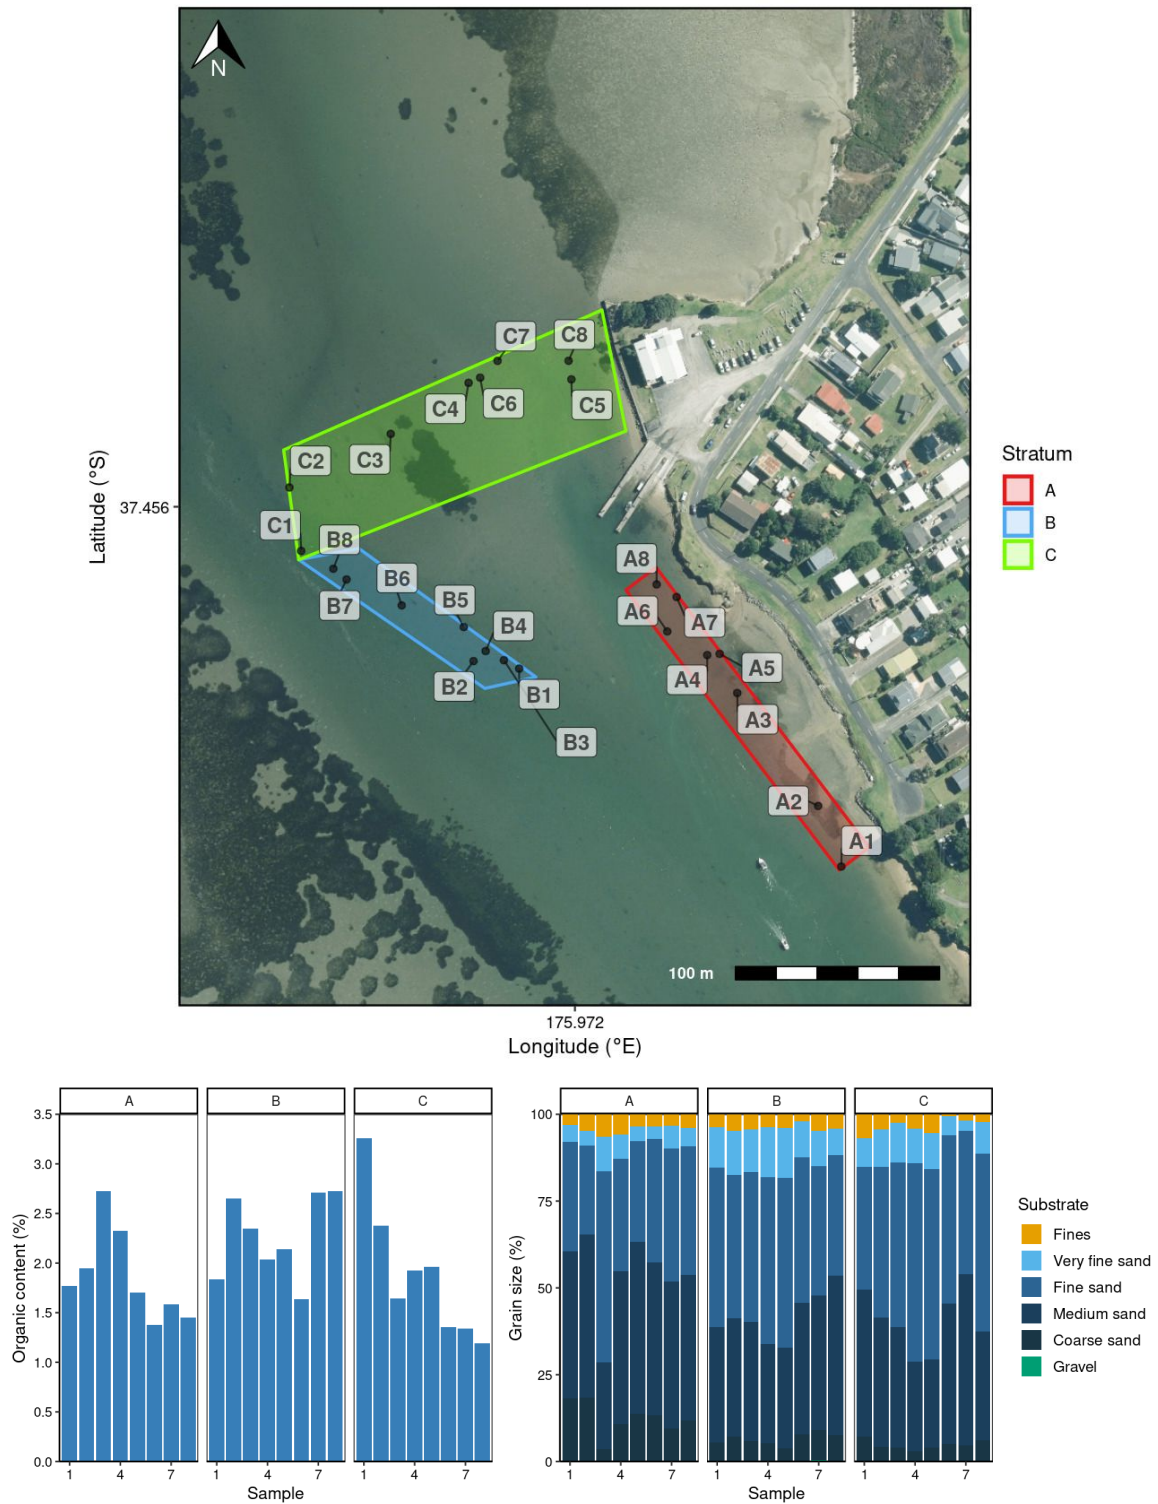 N
C7
C8
C4
C6
C5
C2
C3
C1
B8
B7
B6
B5
B4
B2
B1
B3
A8
A6
A7
A4
A5
A3
A2
A1
100 m
Latitude (°S)
37.456
175.972
Longitude (°E)
Stratum
A
B
C
A
B
C
Organic content (%)
3.5
3.0
2.5
2.0
1.5
1.0
0.5
0.0
1 4 7 1 4 7 1 4 7
Sample
A
B
C
Grain size (%)
100
75
50
25
0
1 4 7 1 4 7 1 4 7
Sample
Substrate
Fines
Very fine sand
Fine sand
Medium sand
Coarse sand
Gravel